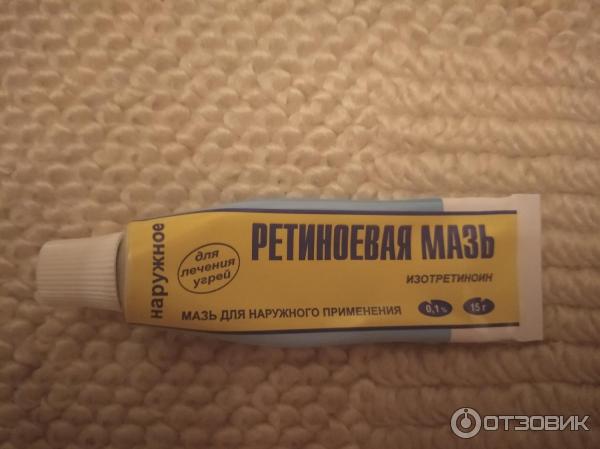 наружное
для
лечения
угрей
РЕТИНОЕВАЯ МАЗЬ
ИЗОТРЕТИНОИН
МАЗЬ ДЛЯ НАРУЖНОГО ПРИМЕНЕНИЯ
0,1% 15 г
ОТЗОВИК